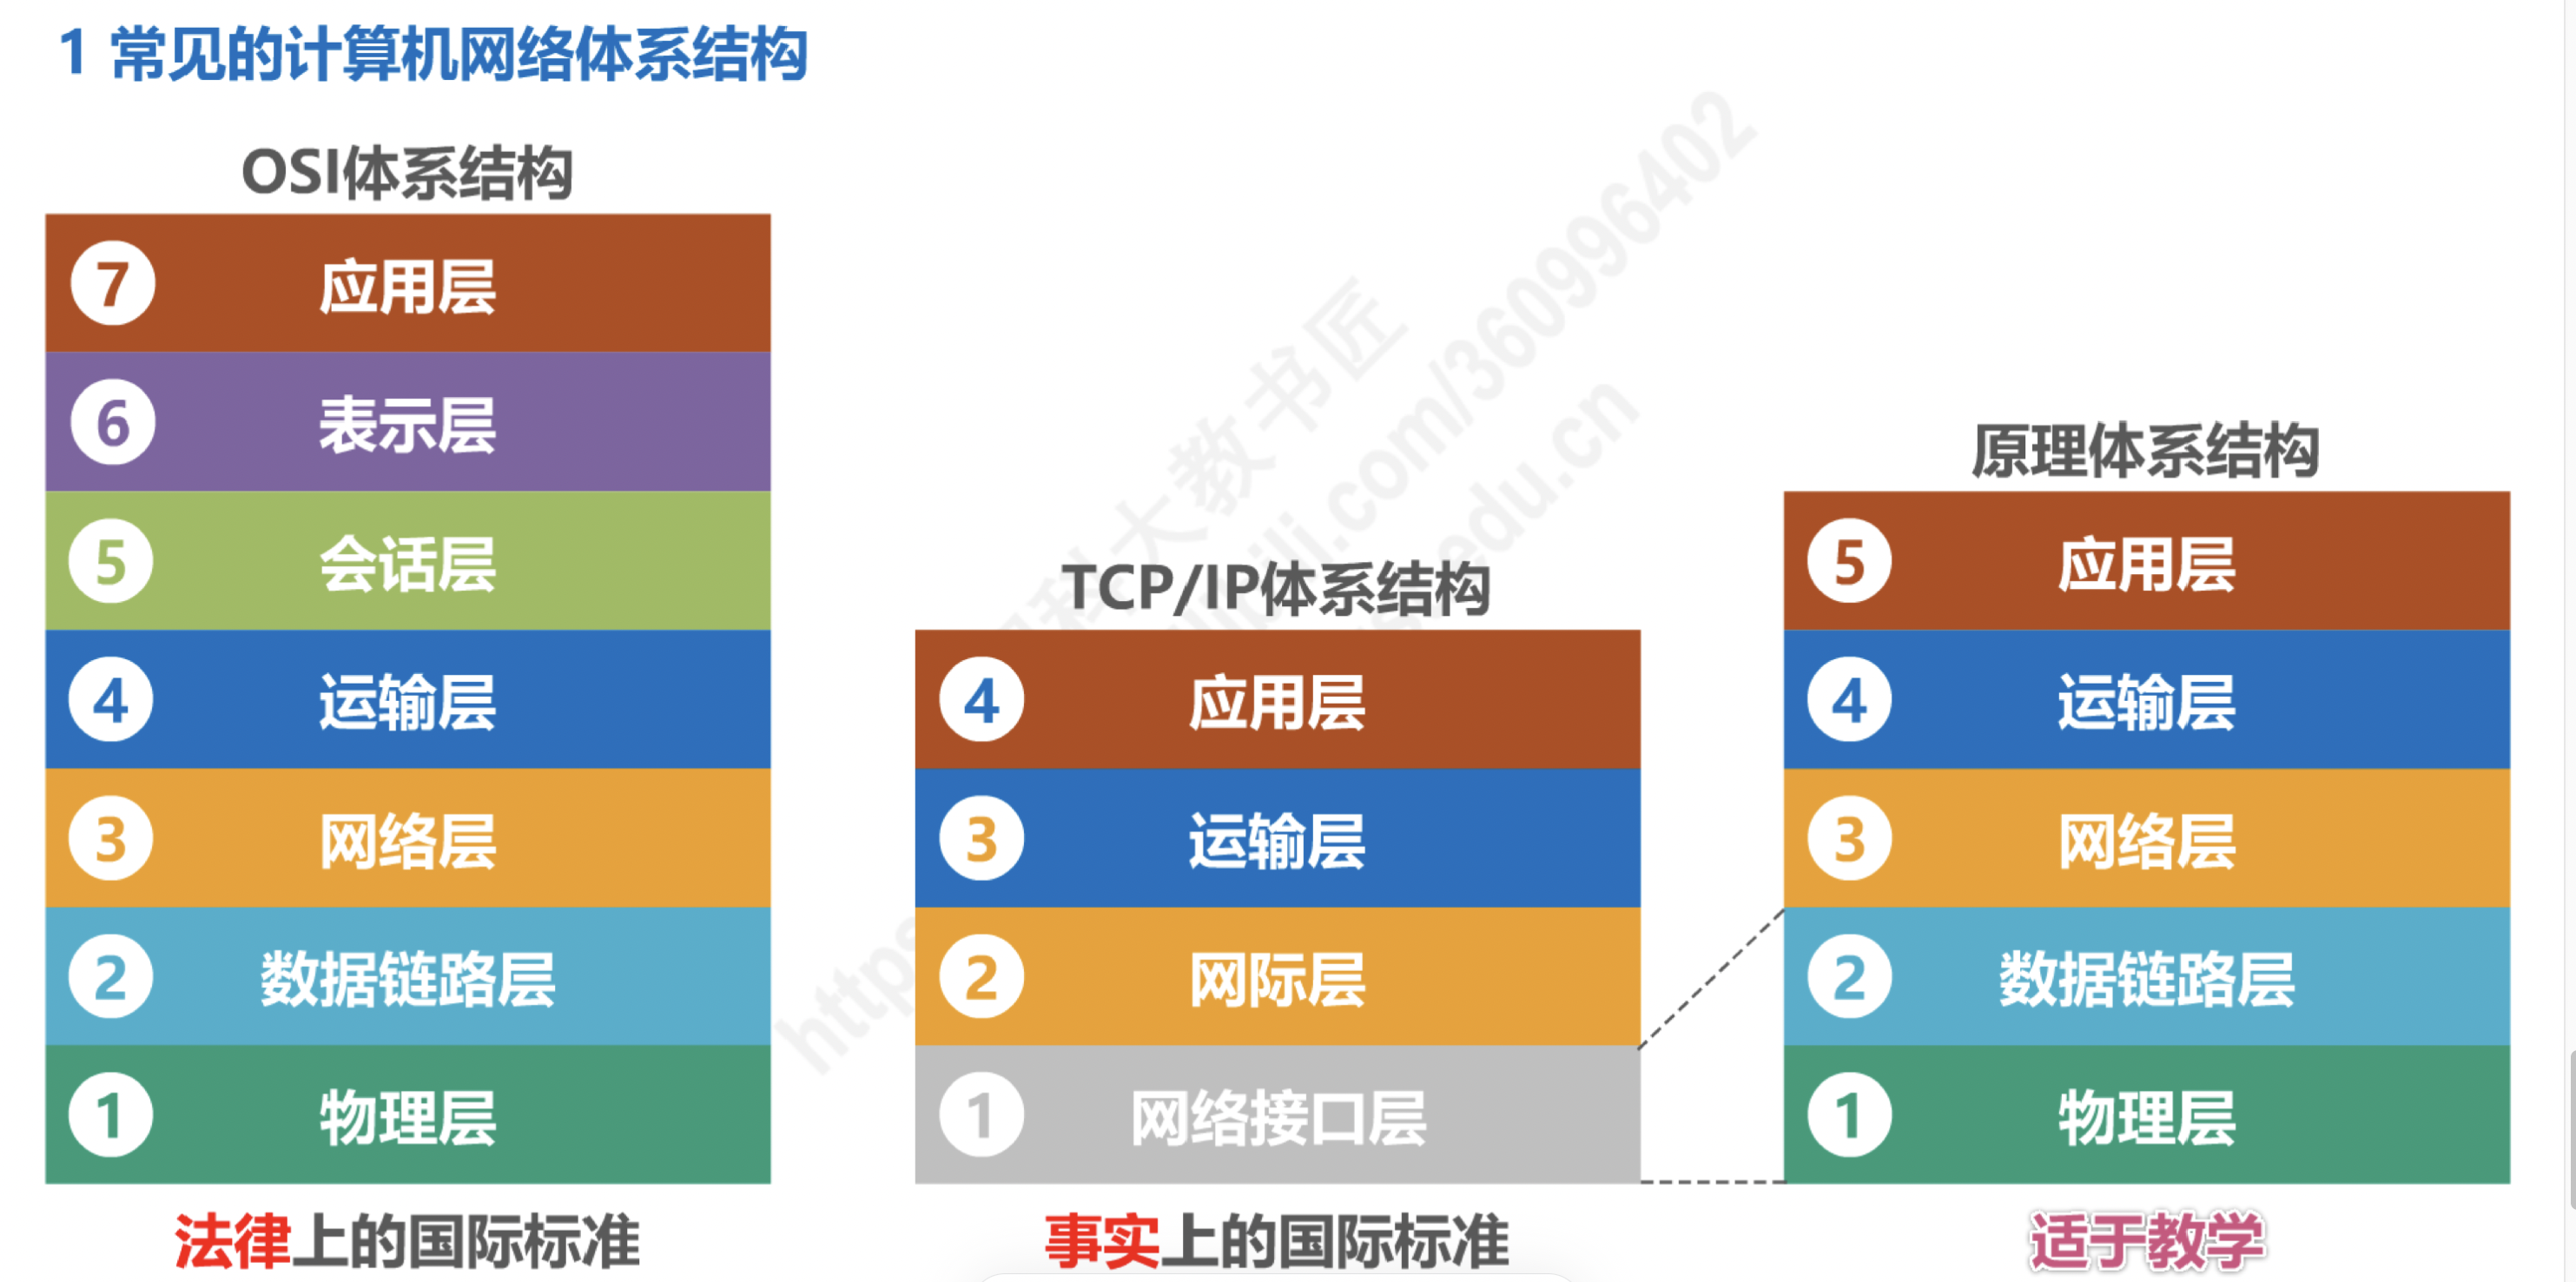 1 常见的计算机网络体系结构
OSI体系结构
7 应用层
6 表示层
5 会话层
4 运输层
3 网络层
2 数据链路层
1 物理层
法律上的国际标准
TCP/IP体系结构
4 应用层
3 运输层
2 网际层
1 网络接口层
事实上的国际标准
原理体系结构
5 应用层
4 运输层
3 网络层
2 数据链路层
1 物理层
适于教学
科大教书匠
https
.com/360996402
edu.cn